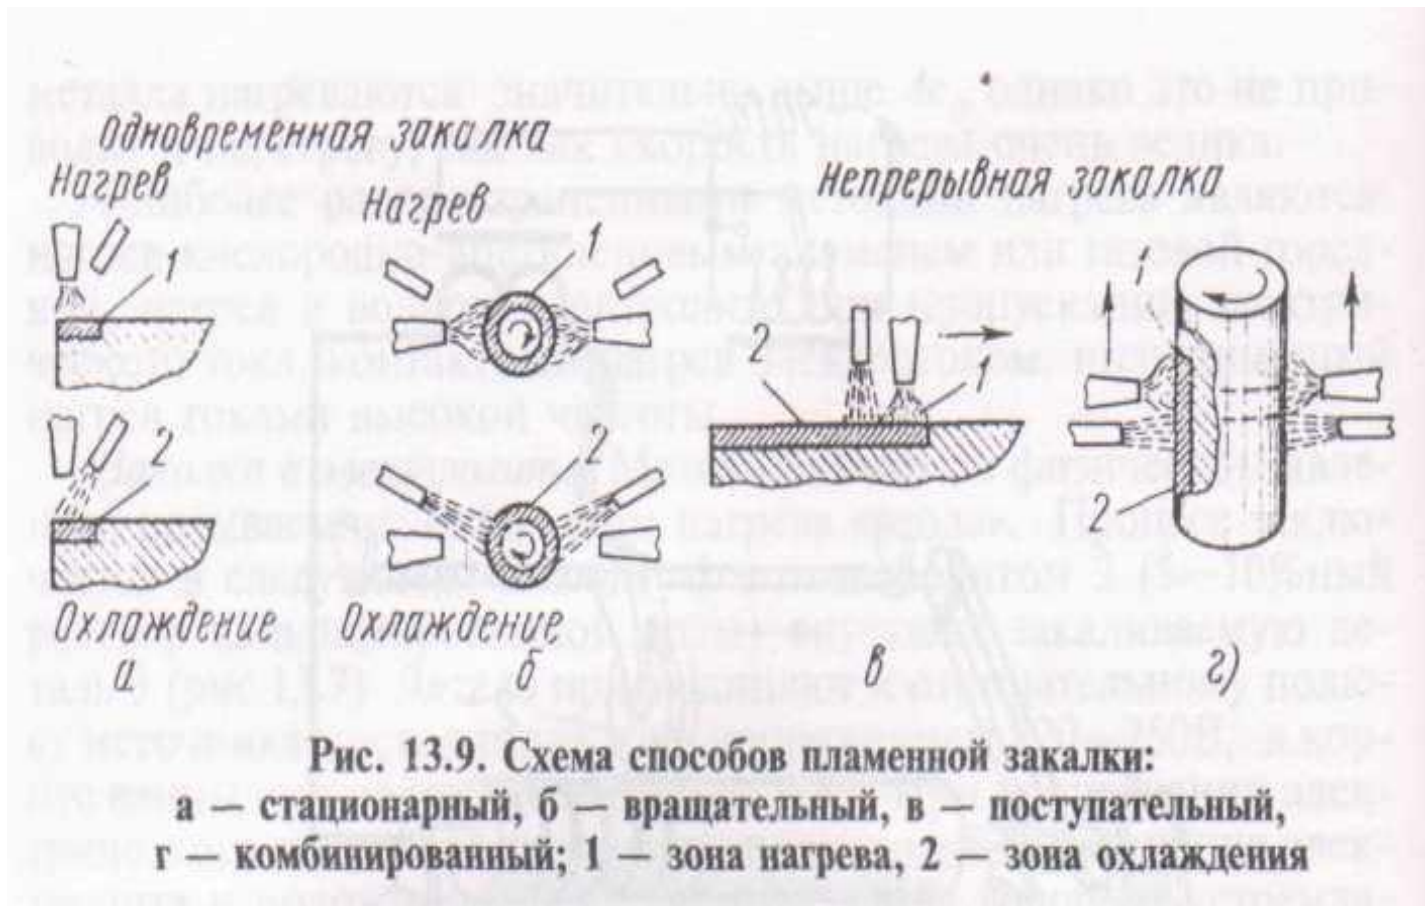 Одновременная закалка
Нагрев
Нагрев
Непрерывная закалка
1
1
2
1
1
2
2
2
Охлаждение
Охлаждение
а
б
в
г)
Рис. 13.9. Схема способов пламенной закалки:
а — стационарный, б — вращательный, в — поступательный,
г — комбинированный; 1 — зона нагрева, 2 — зона охлаждения